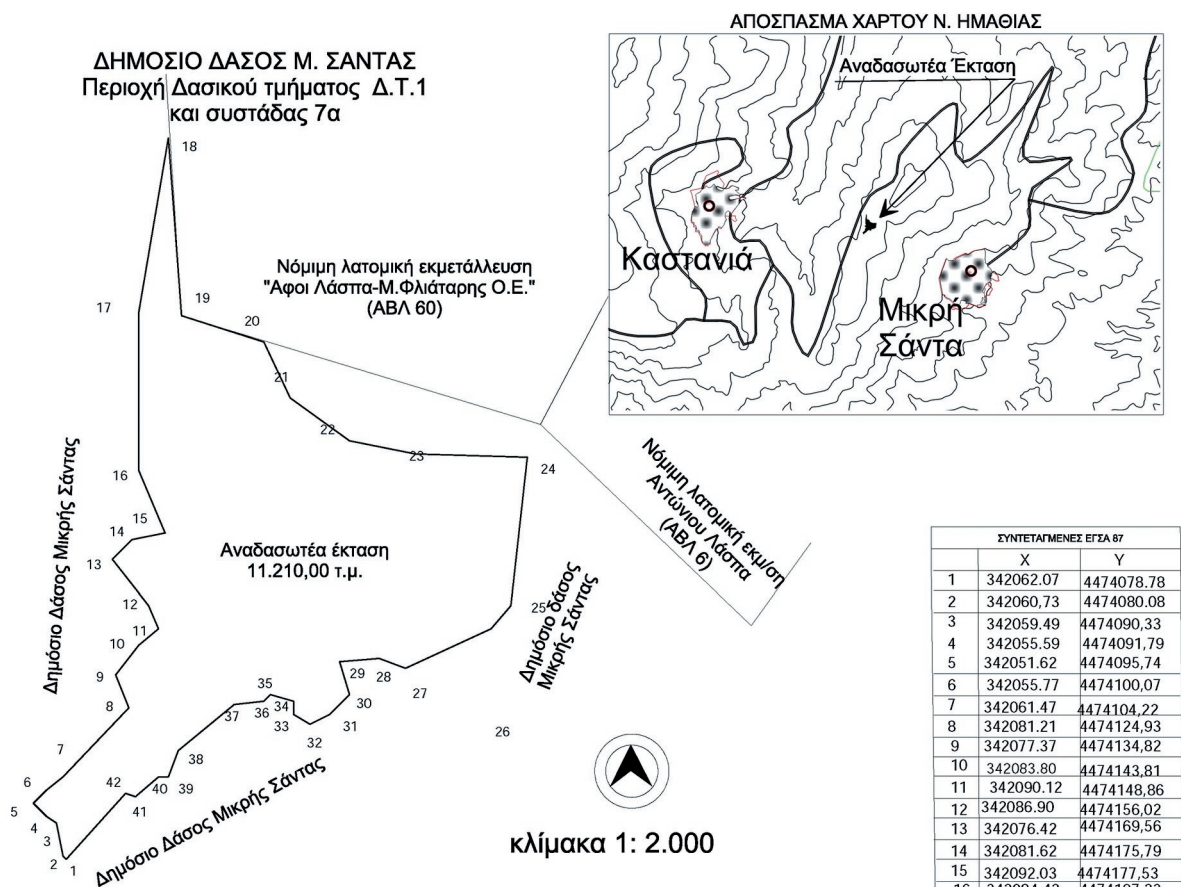 ΑΠΟΣΠΑΣΜΑ ΧΑΡΤΟΥ Ν. ΗΜΑΘΙΑΣ
ΔΗΜΟΣΙΟ ΔΑΣΟΣ Μ. ΣΑΝΤΑΣ
Περιοχή Δασικού τμήματος Δ.Τ.1
και συστάδας 7α
Αναδασωτέα Έκταση
Καστανιά
Μικρή
Σάντα
18
17
19
20
Νόμιμη λατομική εκμετάλλευση
"Αφοι Λάσπα-Μ.Φλιάταρης Ο.Ε."
(ΑΒΛ 60)
21
22
23
24
16
15
14
13
12
11
10
9
8
7
6
5
4
3
2
1
Δημόσιο Δάσος Μικρής Σάντας
Αναδασωτέα έκταση
11.210,00 τ.μ.
Νόμιμη λατομική εκμ/ση
Αντώνιου Λάσπα
(ΑΒΛ 6)
25
Δημόσιο δάσος
Μικρής Σάντας
26
27
28
29
30
31
32
33
34
35
36
37
38
39
40
41
42
Δημόσιο Δάσος Μικρής Σάντας
κλίμακα 1: 2.000
ΣΥΝΤΕΤΑΓΜΕΝΕΣ ΕΓΣΑ 87
X Y
1 342062.07 4474078.78
2 342060,73 4474080.08
3 342059.49 4474090,33
4 342055.59 4474091,79
5 342051.62 4474095,74
6 342055.77 4474100,07
7 342061.47 4474104,22
8 342081.21 4474124,93
9 342077.37 4474134,82
10 342083.80 4474143,81
11 342090.12 4474148,86
12 342086.90 4474156,02
13 342076.42 4474169,56
14 342081.62 4474175,79
15 342092.03 4474177,53